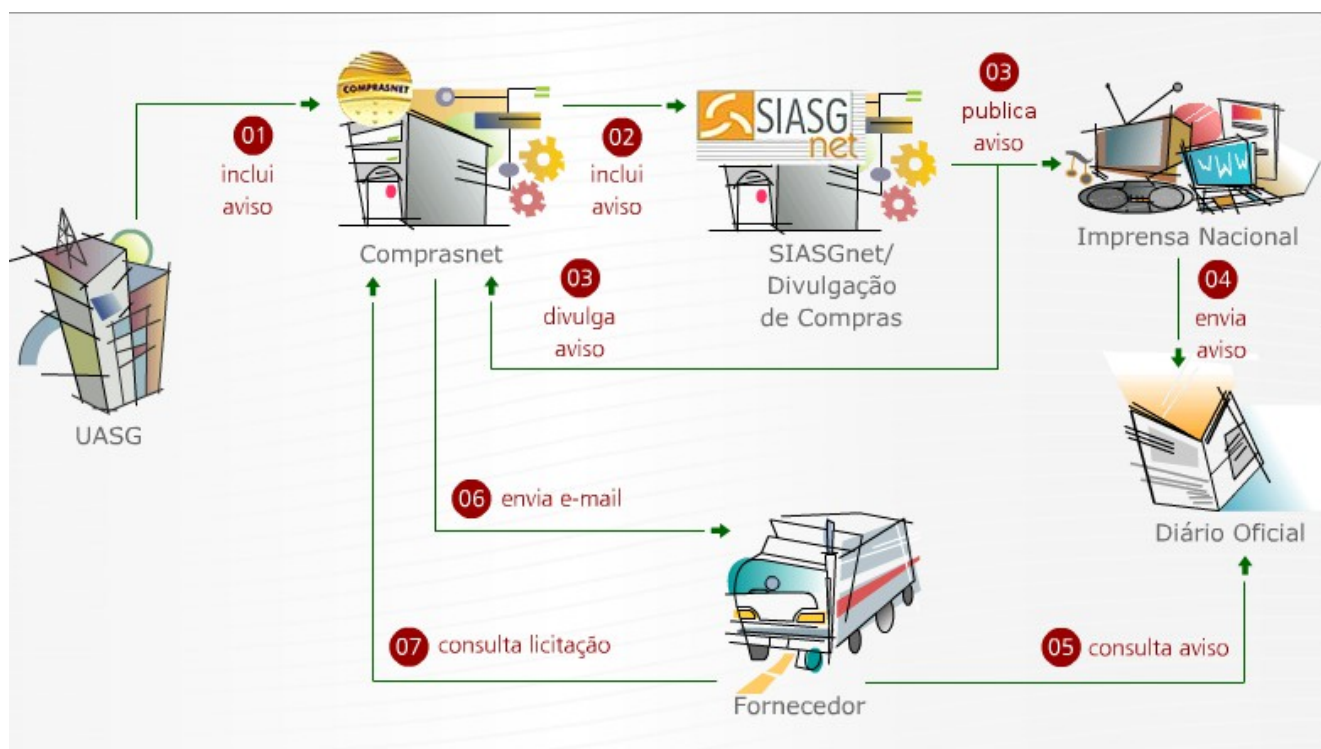 COMPRASNET
01
inclui
aviso
02
inclui
aviso
SIASG
net
03
publica
aviso
WWW
Comprasnet
SIASGnet/
Divulgação
de Compras
Imprensa Nacional
03
divulga
aviso
04
envia
aviso
UASG
06 envia e-mail
Diário Oficial
07 consulta licitação
05 consulta aviso
Fornecedor